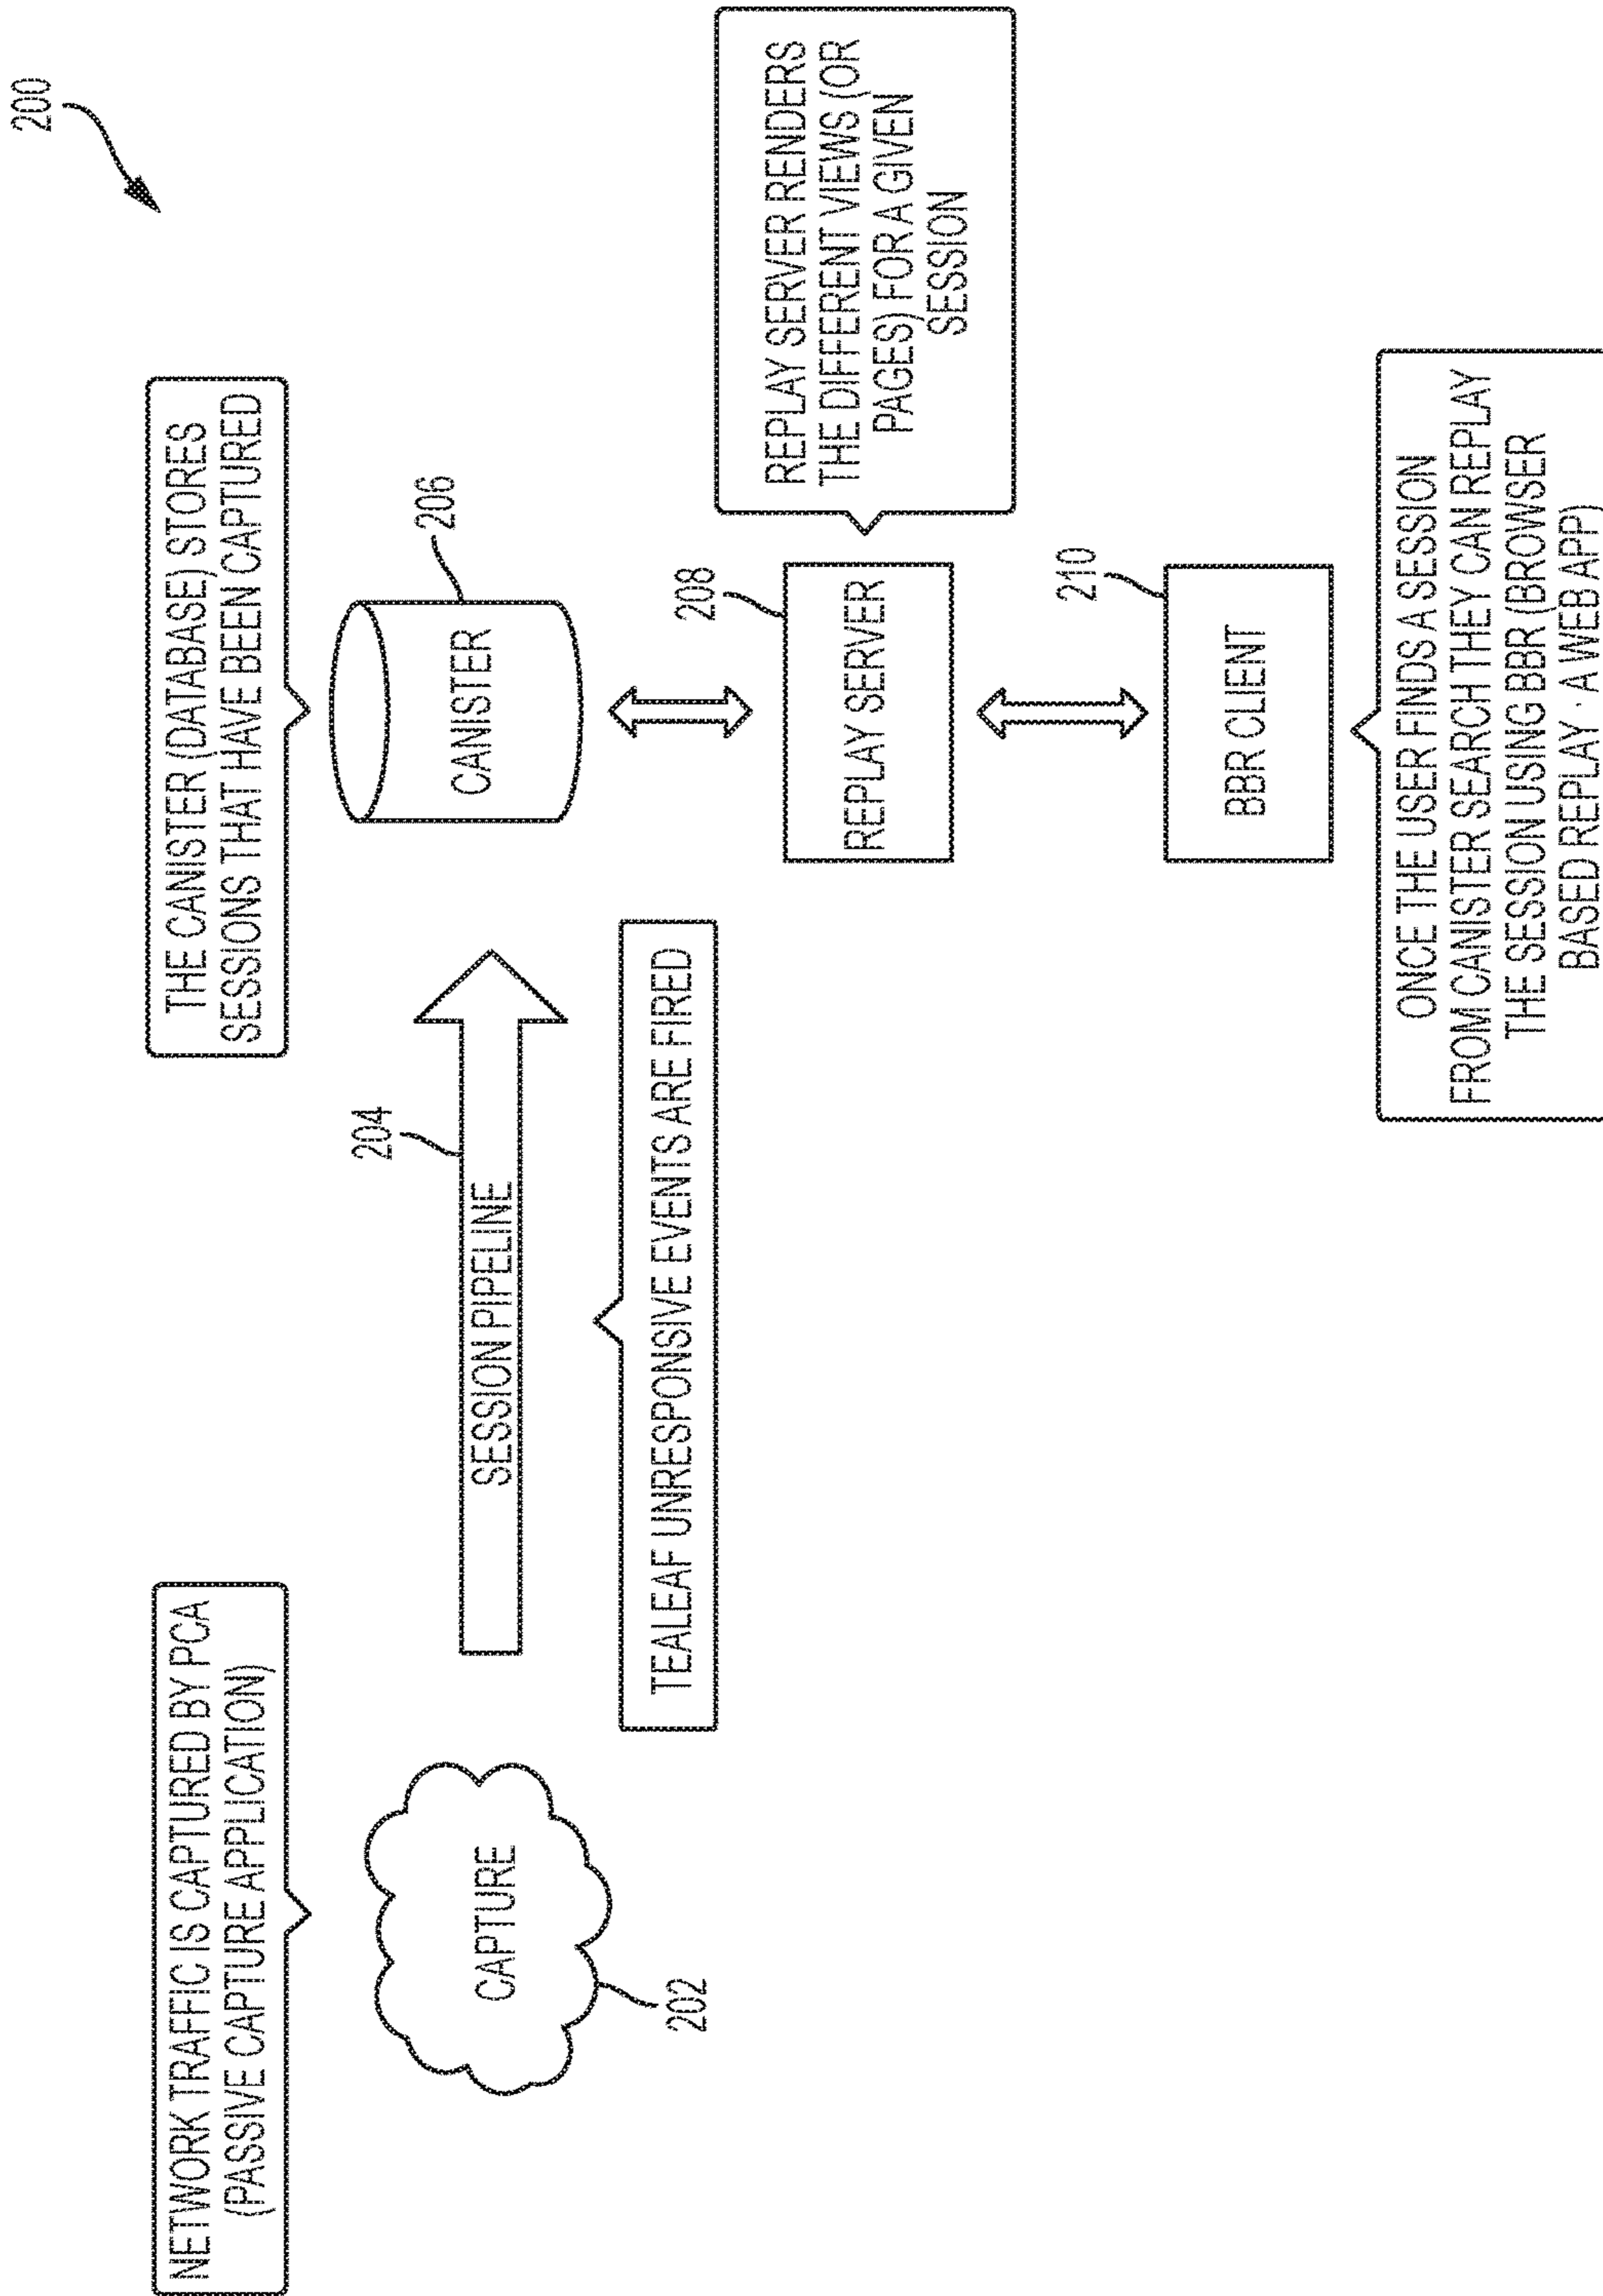 200
NETWORK TRAFFIC IS CAPTURED BY PCA
(PASSIVE CAPTURE APPLICATION)
THE CANISTER (DATABASE) STORES
SESSIONS THAT HAVE BEEN CAPTURED
CAPTURE
202
204
SESSION PIPELINE
TEALEAF UNRESPONSIVE EVENTS ARE FIRED
206
CANISTER
208
REPLAY SERVER
REPLAY SERVER RENDERS
THE DIFFERENT VIEWS (OR
PAGES) FOR A GIVEN
SESSION
210
BBR CLIENT
ONCE THE USER FINDS A SESSION
FROM CANISTER SEARCH THEY CAN REPLAY
THE SESSION USING BBR (BROWSER
BASED REPLAY - A WEB APP)